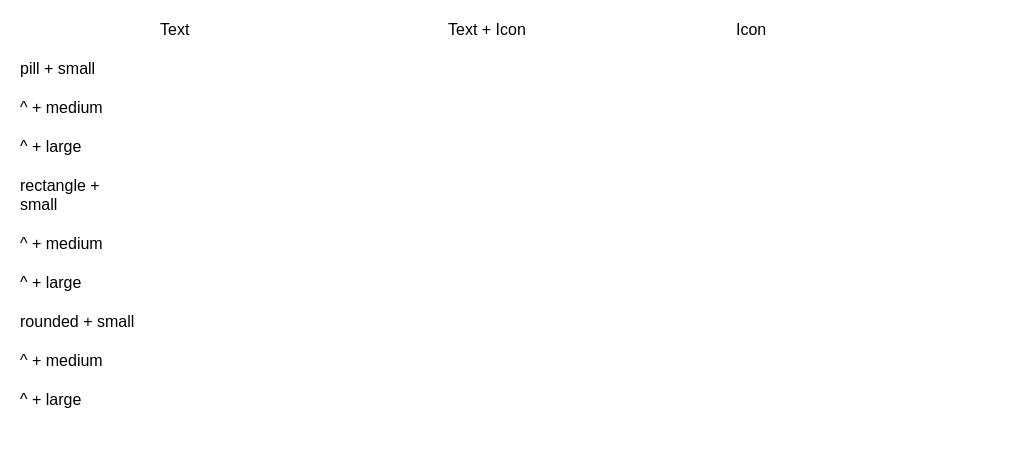 Text Text + Icon Icon
pill + small
^ + medium
^ + large
rectangle +
small
^ + medium
^ + large
rounded + small
^ + medium
^ + large